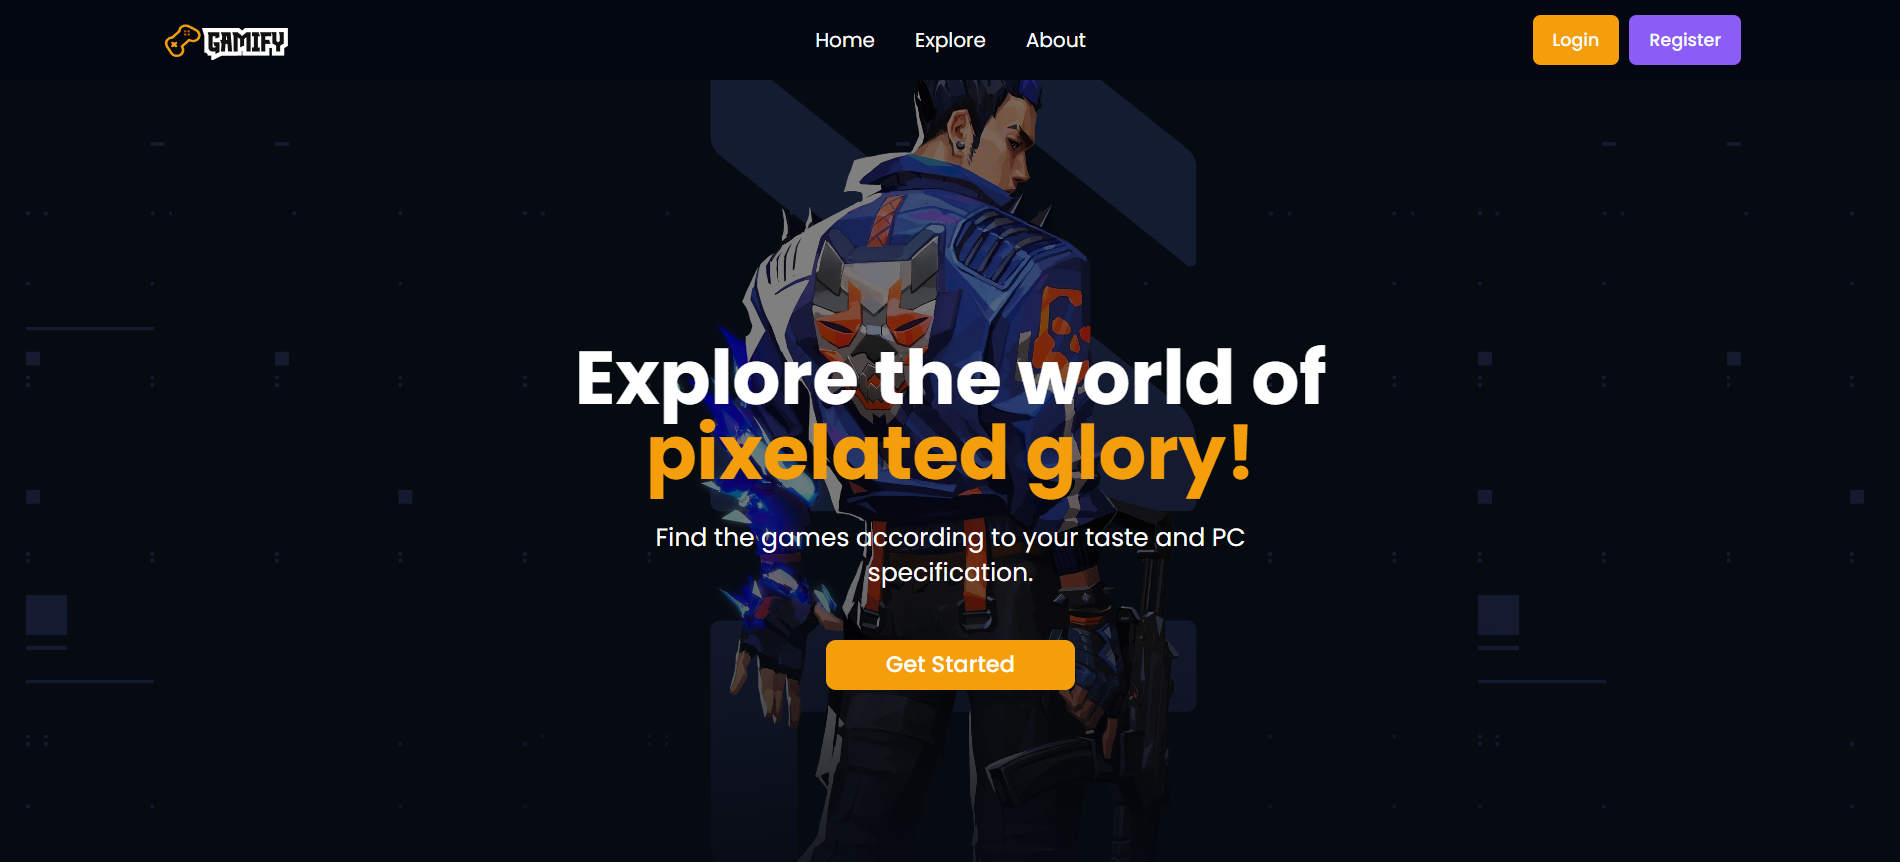 GAMIFY
Home Explore About
Login Register
Explore the world of
pixelated glory!
Find the games according to your taste and PC
specification.
Get Started